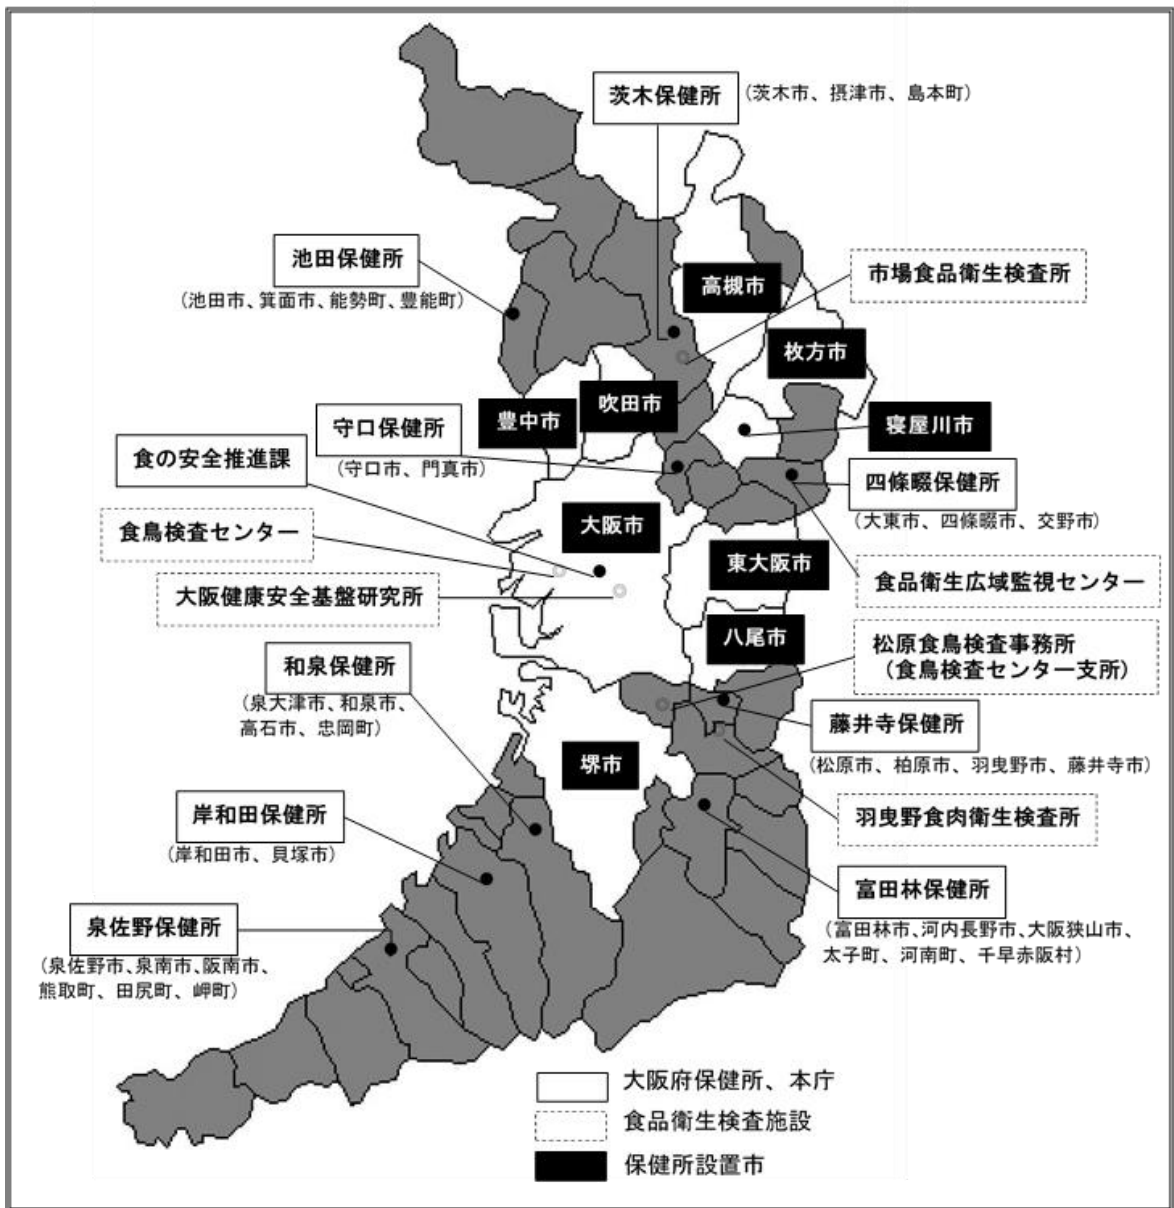 茨木保健所
(茨木市、摂津市、島本町)
池田保健所
(池田市、箕面市、能勢町、豊能町)
高槻市
市場食品衛生検査所
枚方市
吹田市
豊中市
守口保健所
(守口市、門真市)
寝屋川市
食の安全推進課
四條畷保健所
(大東市、四條畷市、交野市)
食鳥検査センター
大阪市
東大阪市
食品衛生広域監視センター
大阪健康安全基盤研究所
八尾市
松原食鳥検査事務所
(食鳥検査センター支所)
和泉保健所
(泉大津市、和泉市、
高石市、忠岡町)
藤井寺保健所
(松原市、柏原市、羽曳野市、藤井寺市)
堺市
岸和田保健所
(岸和田市、貝塚市)
羽曳野食肉衛生検査所
富田林保健所
(富田林市、河内長野市、大阪狭山市、
太子町、河南町、千早赤阪村)
泉佐野保健所
(泉佐野市、泉南市、阪南市、
熊取町、田尻町、岬町)
大阪府保健所、本庁
食品衛生検査施設
保健所設置市